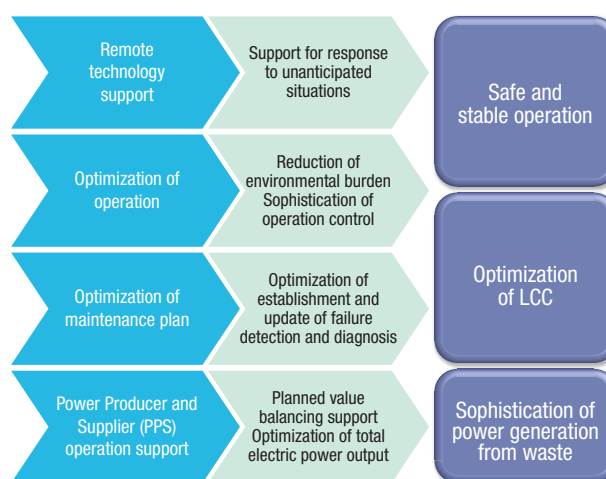 Remote
technology
support
Support for response
to unanticipated
situations
Safe and
stable operation
Optimization of
operation
Reduction of
environmental burden
Sophistication of
operation control
Optimization of
maintenance plan
Optimization of
establishment and
update of failure
detection and diagnosis
Optimization
of LCC
Power Producer and
Supplier (PPS)
operation support
Planned value
balancing support
Optimization of total
electric power output
Sophistication of
power generation
from waste